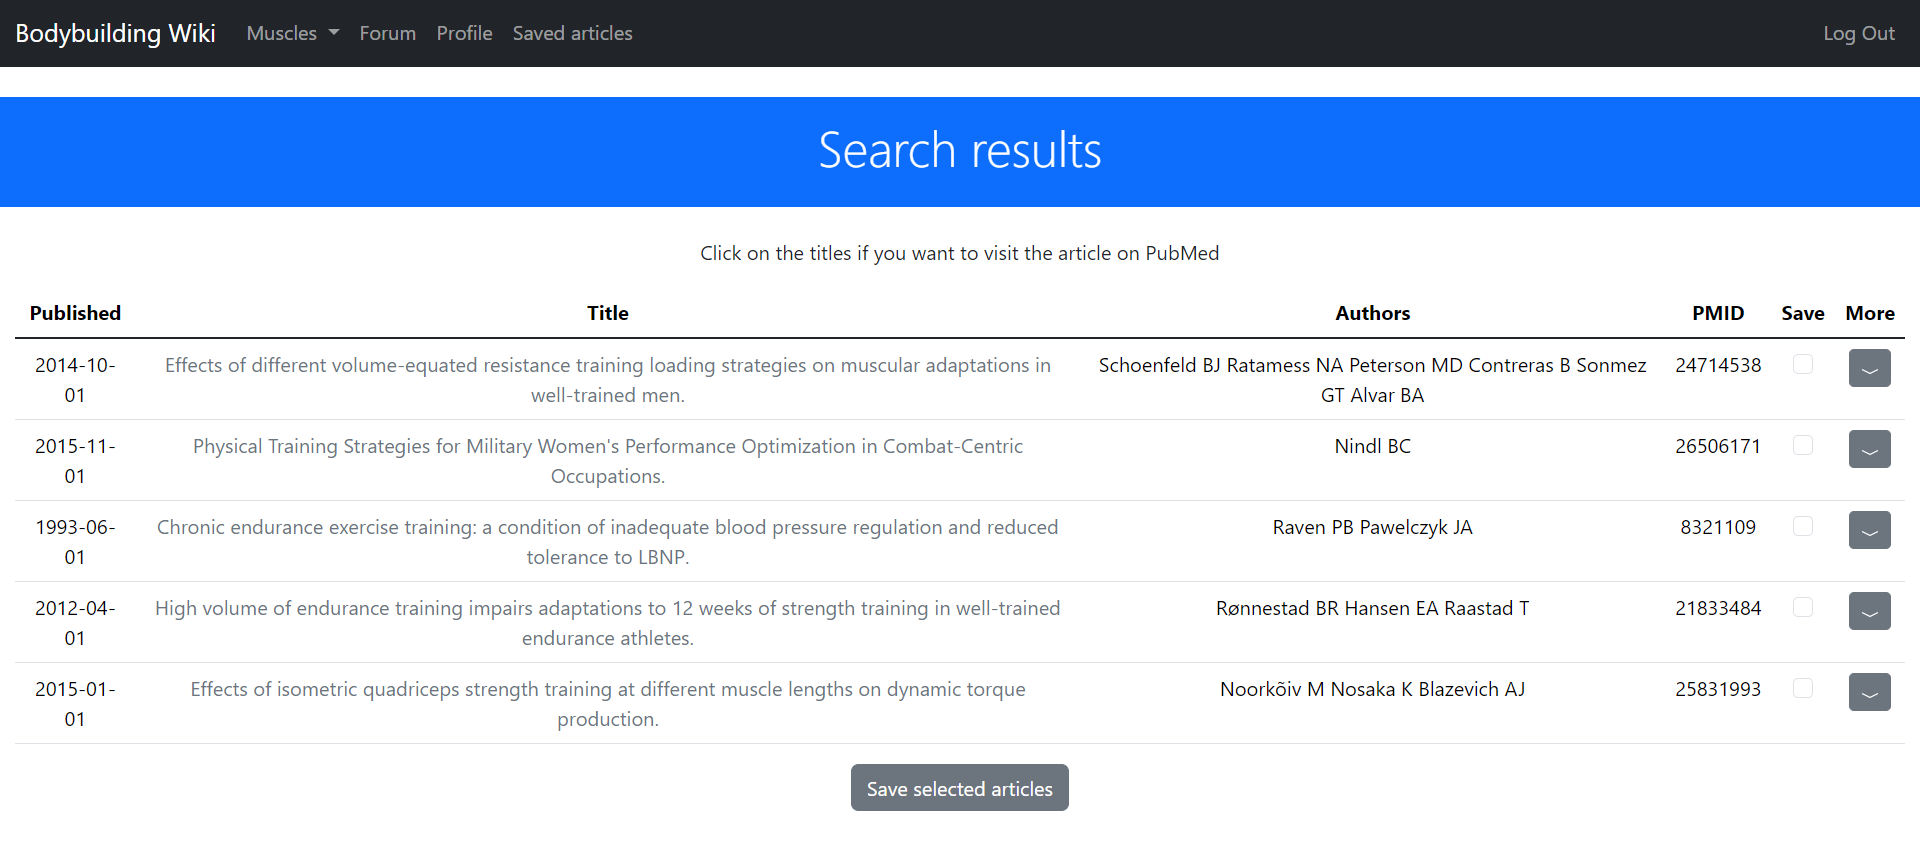 Bodybuilding Wiki Muscles Forum Profile Saved articles Log Out
Search results
Click on the titles if you want to visit the article on PubMed
Published Title Authors PMID Save More
2014-10- Effects of different volume-equated resistance training loading strategies on muscular adaptations in Schoenfeld BJ Ratamess NA Peterson MD Contreras B Sonmez 24714538
01 well-trained men. GT Alvar BA
2015-11- Physical Training Strategies for Military Women's Performance Optimization in Combat-Centric Nindl BC 26506171
01 Occupations.
1993-06- Chronic endurance exercise training: a condition of inadequate blood pressure regulation and reduced Raven PB Pawelczyk JA 8321109
01 tolerance to LBNP.
2012-04- High volume of endurance training impairs adaptations to 12 weeks of strength training in well-trained Rønnestad BR Hansen EA Raastad T 21833484
01 endurance athletes.
2015-01- Effects of isometric quadriceps strength training at different muscle lengths on dynamic torque Noorkõiv M Nosaka K Blazevich AJ 25831993
01 production.
Save selected articles